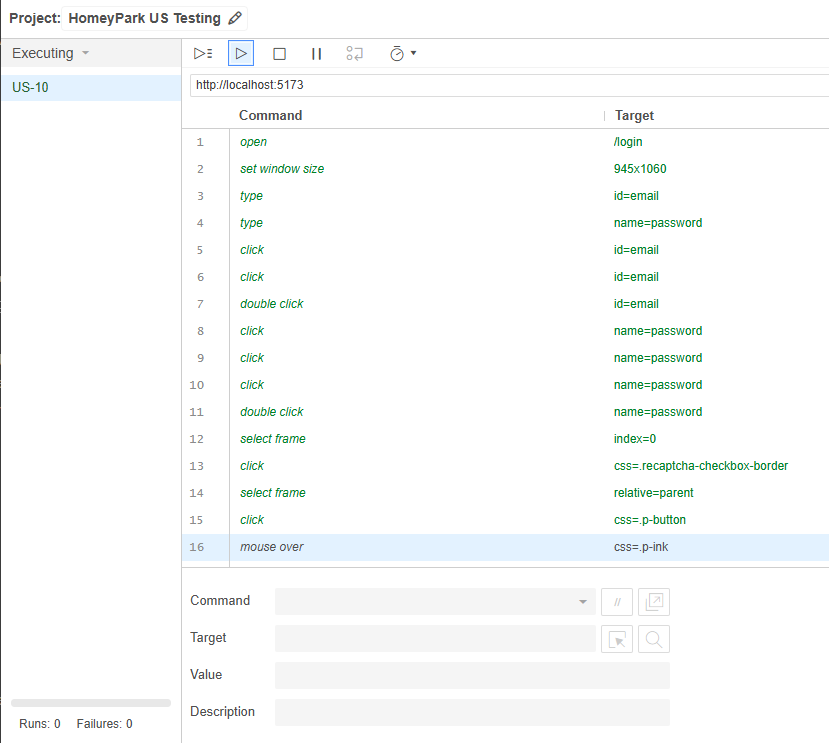 Project: HomeyPark US Testing
Executing
US-10
http://localhost:5173
Command Target
1 open /login
2 set window size 945x1060
3 type id=email
4 type name=password
5 click id=email
6 click id=email
7 double click id=email
8 click name=password
9 click name=password
10 click name=password
11 double click name=password
12 select frame index=0
13 click css=.recaptcha-checkbox-border
14 select frame relative=parent
15 click css=.p-button
16 mouse over css=.p-ink
Command //
Target
Value
Description
Runs: 0 Failures: 0